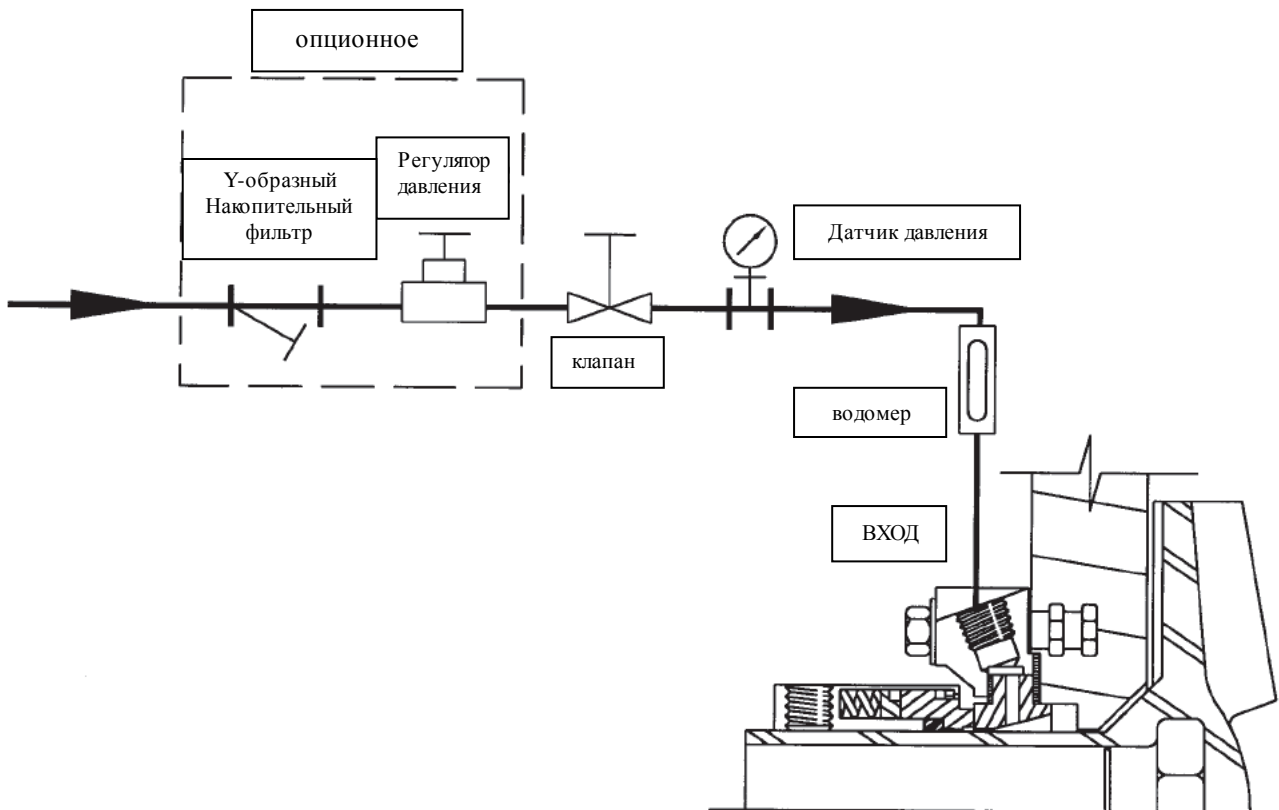 опционное
Регулятор
давления
Y-образный
Накопительный
фильтр
Датчик давления
клапан
водомер
ВХОД